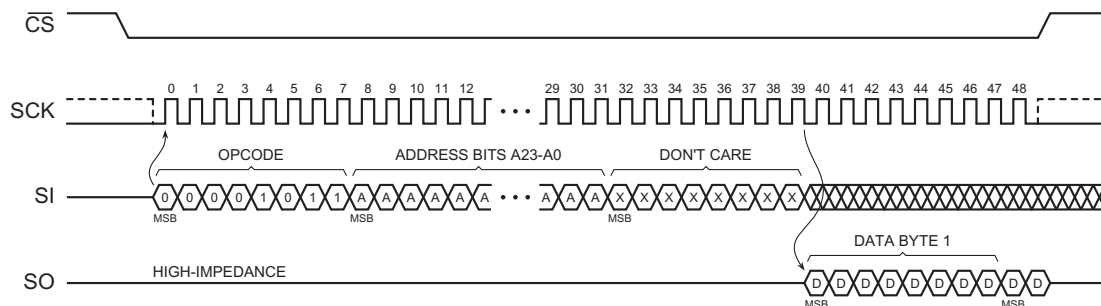 CS
0 1 2 3 4 5 6 7 8 9 10 11 12 29 30 31 32 33 34 35 36 37 38 39 40 41 42 43 44 45 46 47 48
SCK
OPCODE ADDRESS BITS A23-A0 DON'T CARE
SI 0 0 0 0 1 0 1 1 A A A A A A A A A X X X X X X X X
MSB MSB MSB
DATA BYTE 1
HIGH-IMPEDANCE
SO D D D D D D D D D D
MSB MSB